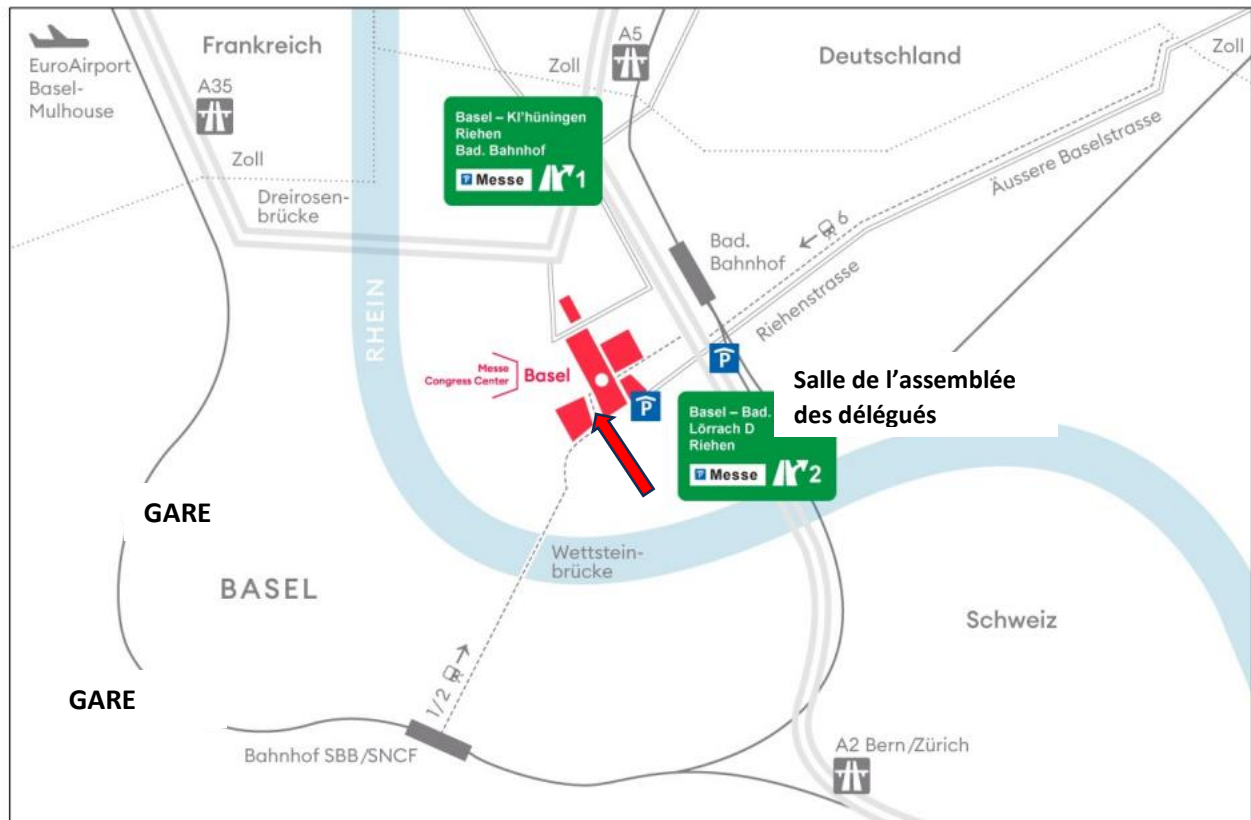 Frankreich
A5
Deutschland
Zoll
Zoll
EuroAirport
Basel-
Mulhouse
A35
Basel – Kl'hüningen
Riehen
Bad. Bahnhof
P Messe 1
Zoll
Äussere Baselstrasse
Dreirosen-
brücke
6
Bad.
Bahnhof
Riehenstrasse
RHEIN
P
Messe
Congress Center
Basel
Salle de l’assemblée
des délégués
P
Basel – Bad.
Lörrach D
Riehen
P Messe 2
GARE
Wettstein-
brücke
BASEL
Schweiz
1/2
GARE
Bahnhof SBB/SNCF
A2 Bern/Zürich